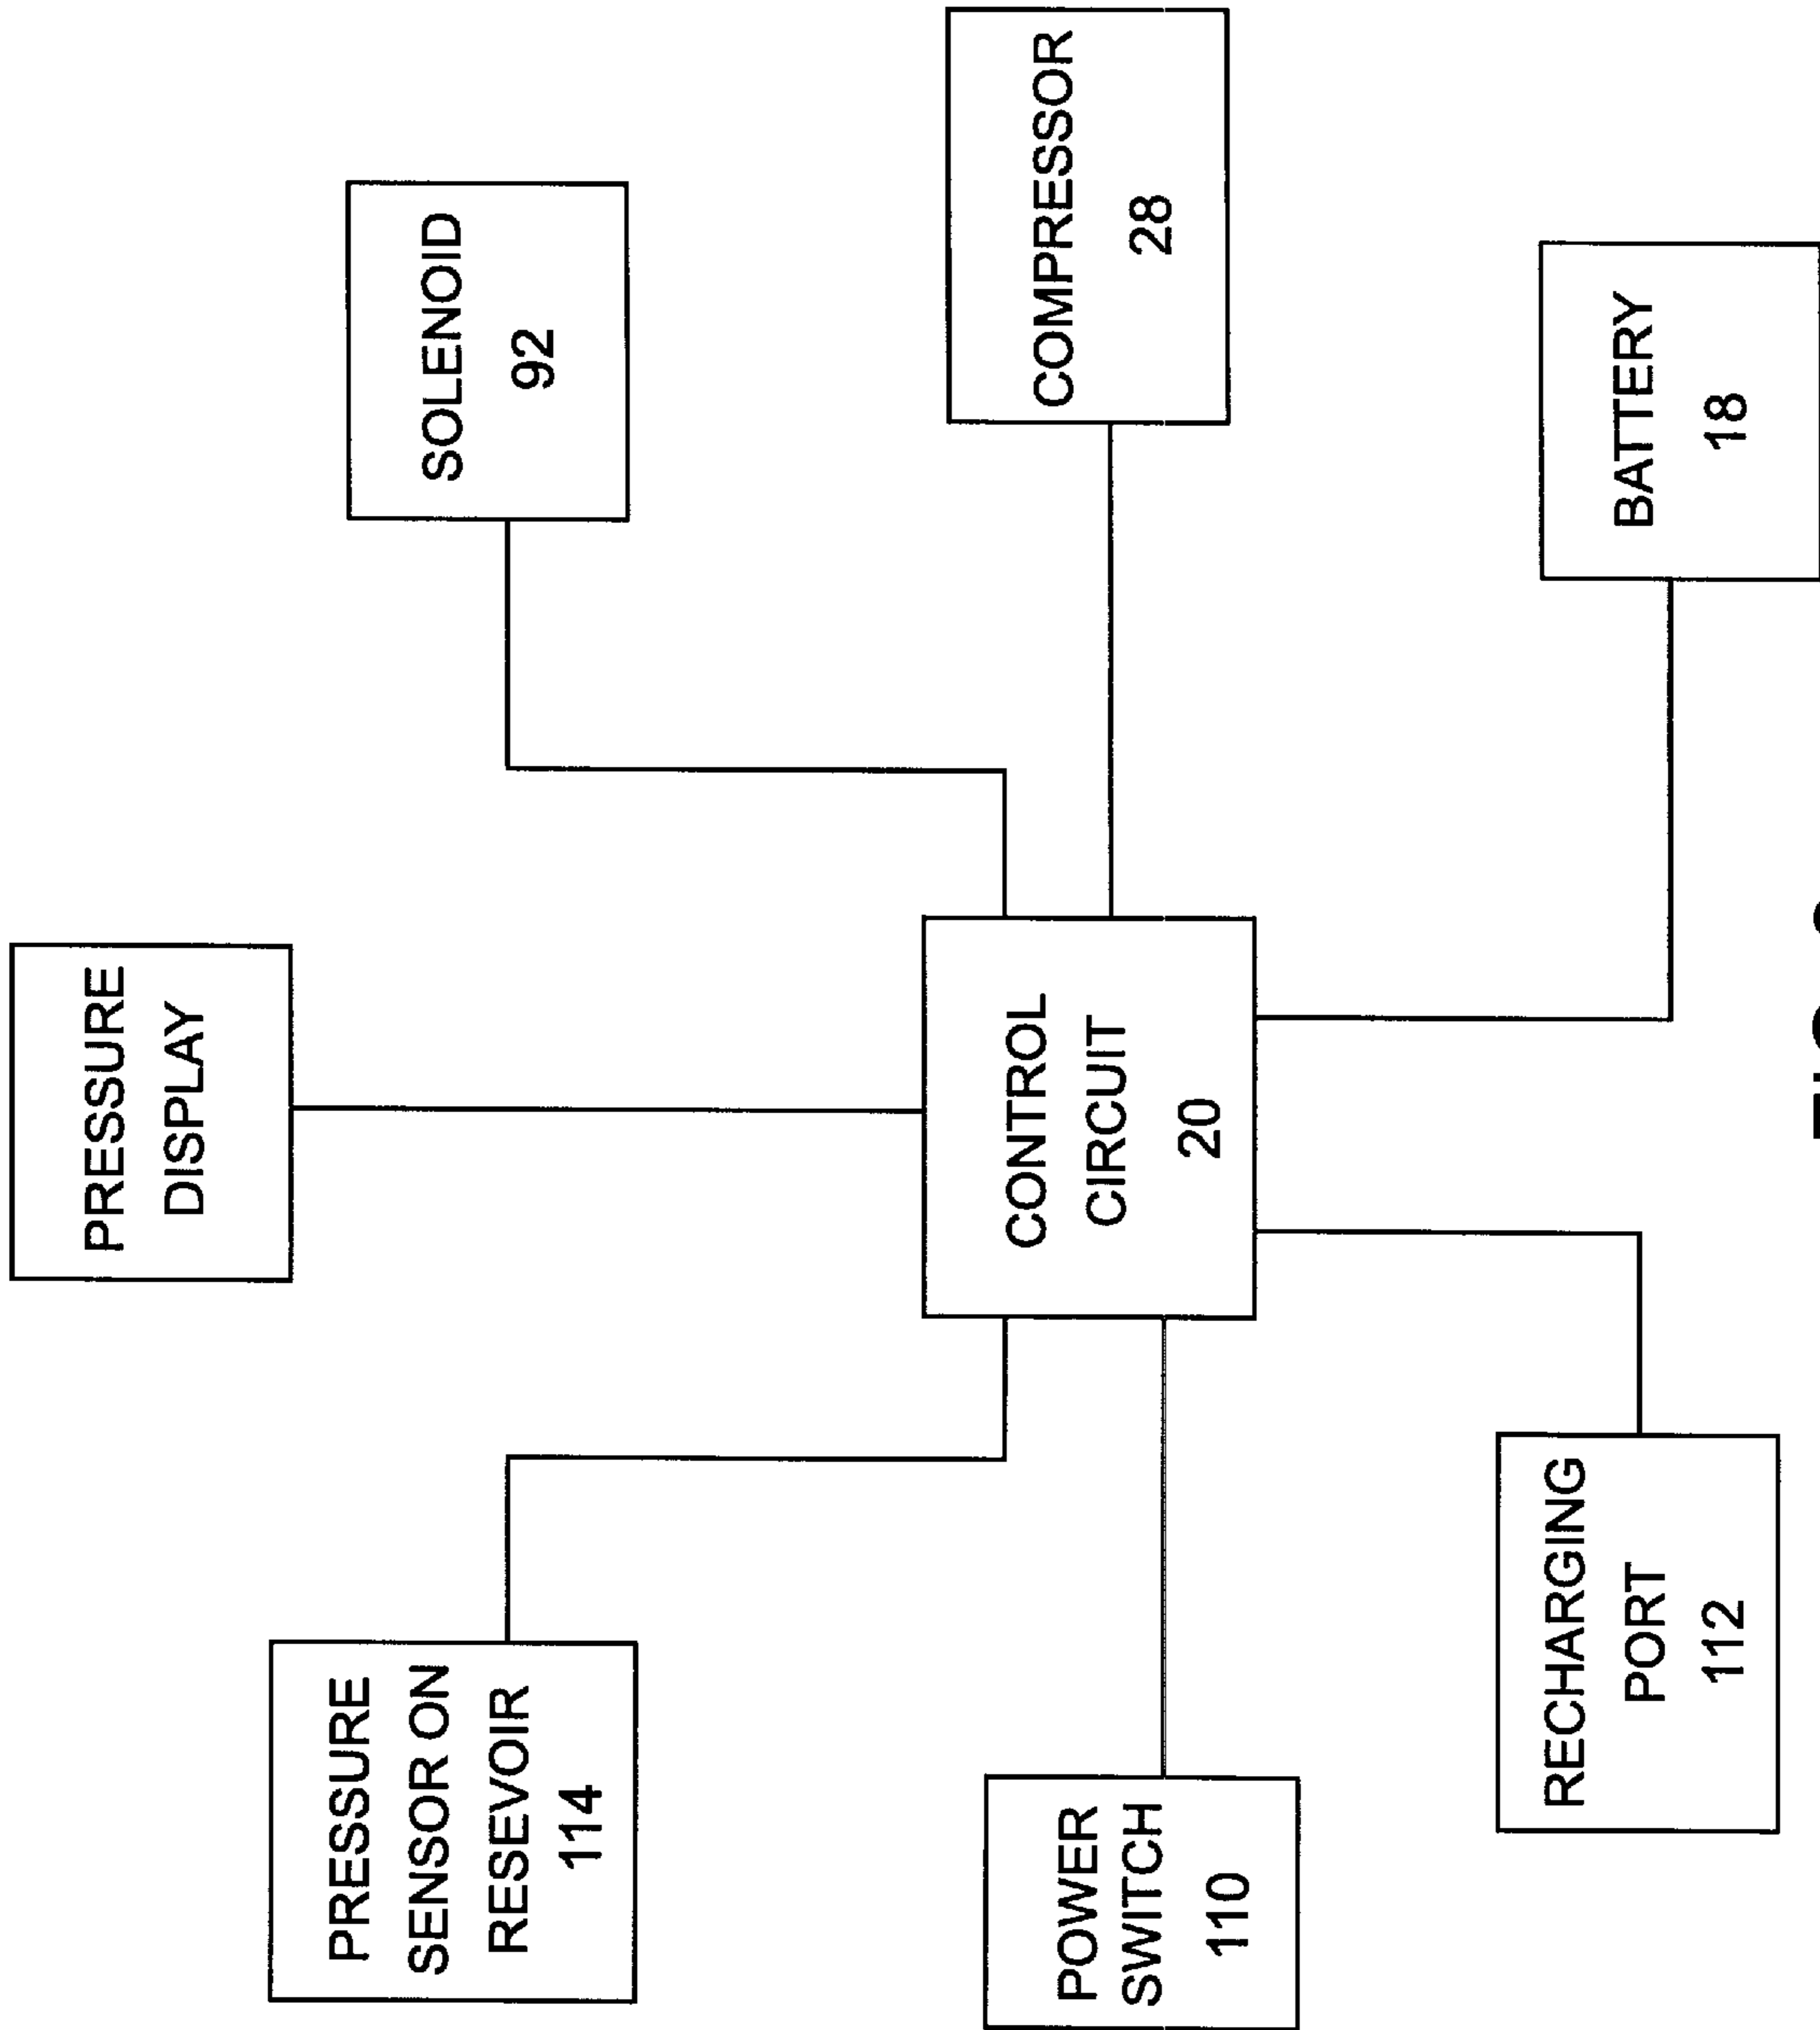 PRESSURE
DISPLAY
PRESSURE
SENSOR ON
RESEVOIR
114
SOLENOID
92
POWER
SWITCH
110
CONTROL
CIRCUIT
20
COMPRESSOR
28
RECHARGING
PORT
112
BATTERY
18